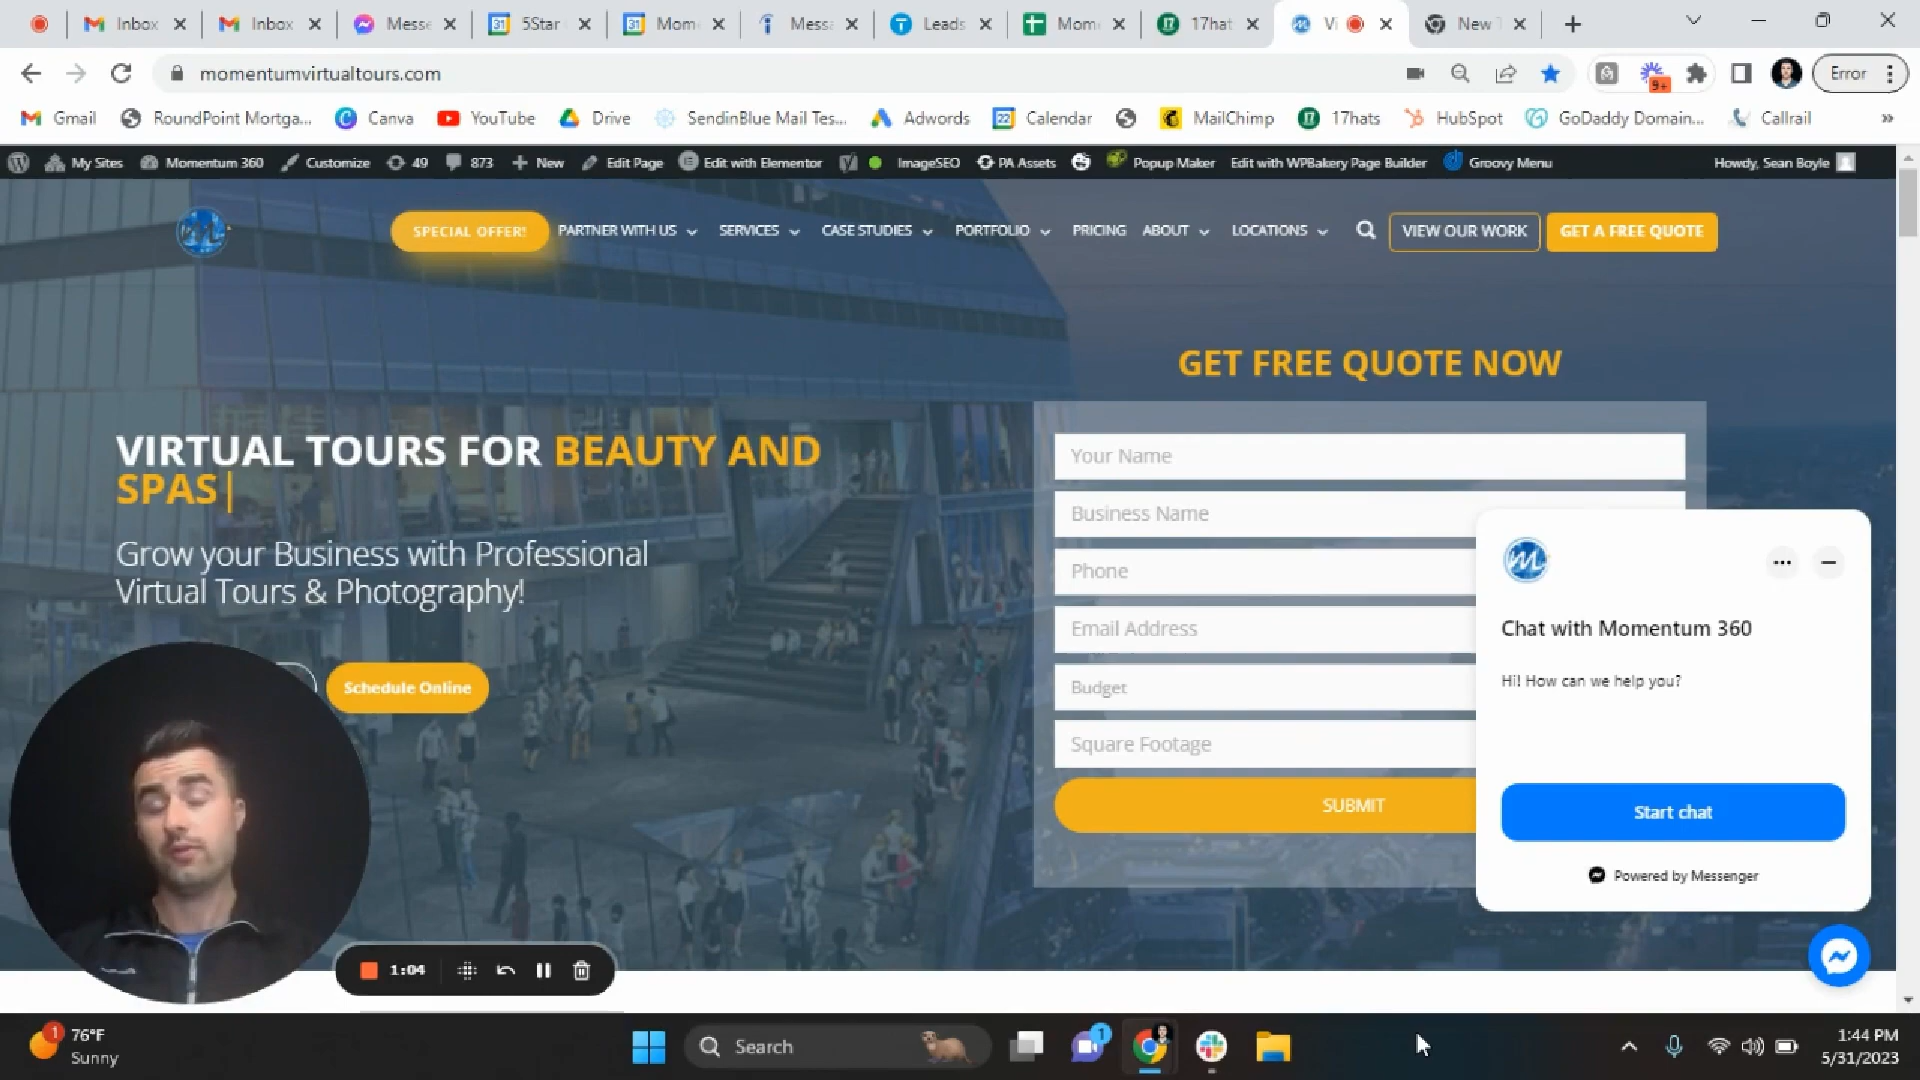 Inbox
Inbox
Messe
5Star
Mom
Messa
Leads
Mom
17hat
Vi
New T
momentumvirtualtours.com
9+
Error
Gmail
RoundPoint Mortga...
Canva
YouTube
Drive
SendinBlue Mail Tes...
Adwords
22
Calendar
MailChimp
17hats
HubSpot
GoDaddy Domain...
Callrail
»
My Sites
Momentum 360
Customize
49
873
New
Edit Page
Edit with Elementor
ImageSEO
PA Assets
Popup Maker
Edit with WPBakery Page Builder
Groovy Menu
Howdy, Sean Boyle
SPECIAL OFFER!
PARTNER WITH US
SERVICES
CASE STUDIES
PORTFOLIO
PRICING
ABOUT
LOCATIONS
VIEW OUR WORK
GET A FREE QUOTE
VIRTUAL TOURS FOR BEAUTY AND
SPAS|
Grow your Business with Professional
Virtual Tours & Photography!
Schedule Online
GET FREE QUOTE NOW
Your Name
Business Name
Phone
Email Address
Budget
Square Footage
SUBMIT
Chat with Momentum 360
Hi! How can we help you?
Start chat
Powered by Messenger
1:04
1
76°F
Sunny
Search
1
1:44 PM
5/31/2023